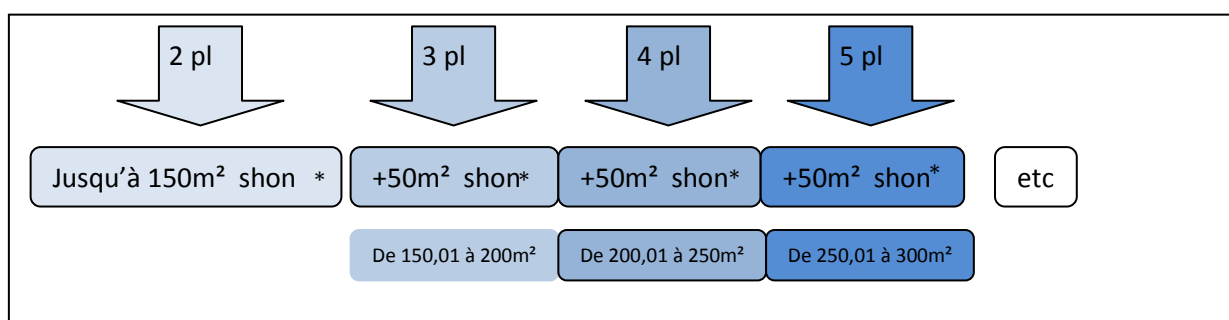 2 pl 3 pl 4 pl 5 pl
Jusqu’à 150m² shon * +50m² shon* +50m² shon* +50m² shon* etc
De 150,01 à 200m² De 200,01 à 250m² De 250,01 à 300m²